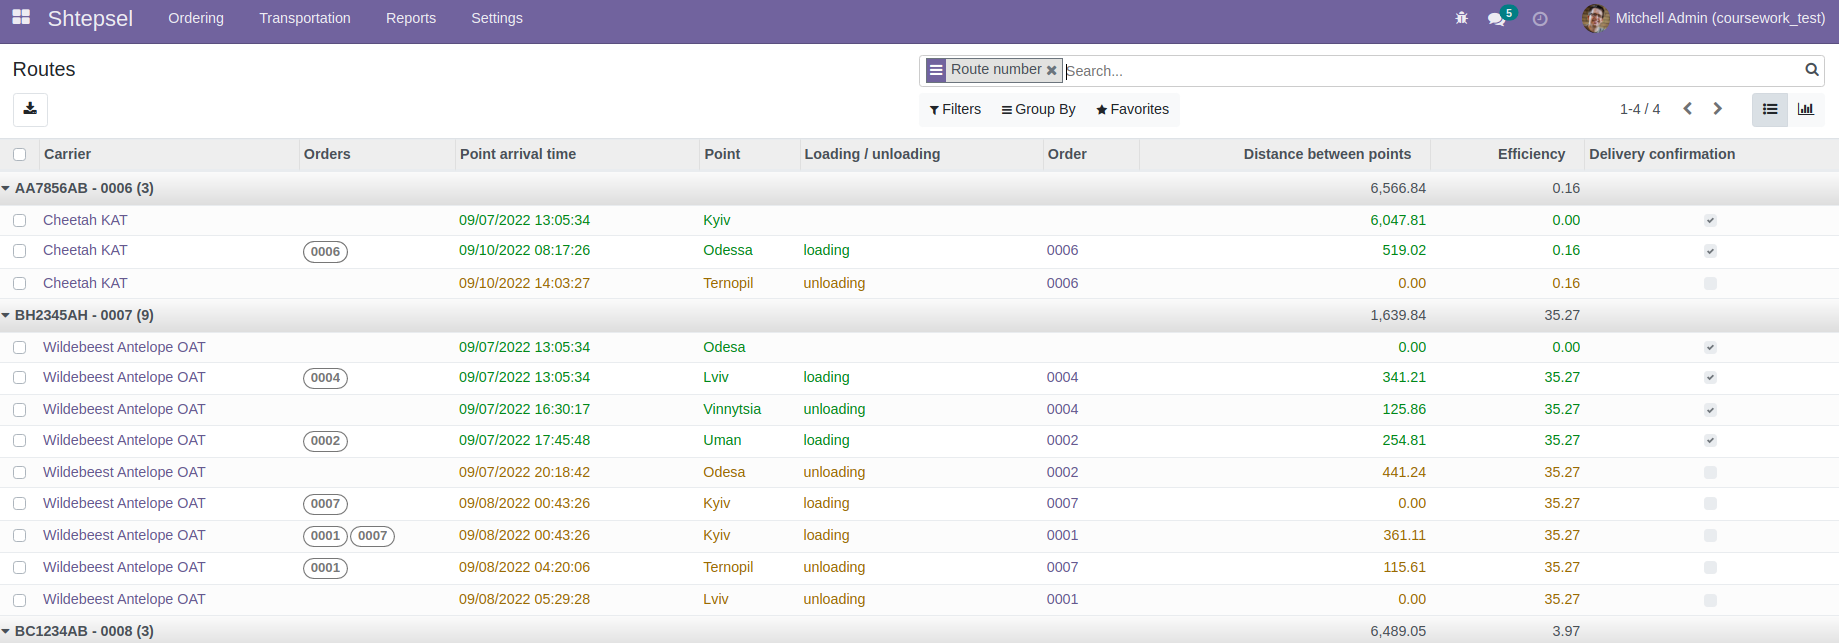 Shtepsel Ordering Transportation Reports Settings 5 Mitchell Admin (coursework_test)
Routes Route number Search...
Filters Group By Favorites 1-4 / 4
Carrier Orders Point arrival time Point Loading / unloading Order Distance between points Efficiency Delivery confirmation
AA7856AB - 0006 (3) 6,566.84 0.16
Cheetah KAT 09/07/2022 13:05:34 Kyiv 6,047.81 0.00
Cheetah KAT 0006 09/10/2022 08:17:26 Odessa loading 0006 519.02 0.16
Cheetah KAT 09/10/2022 14:03:27 Ternopil unloading 0006 0.00 0.16
BH2345AH - 0007 (9) 1,639.84 35.27
Wildebeest Antelope OAT 09/07/2022 13:05:34 Odesa 0.00 0.00
Wildebeest Antelope OAT 0004 09/07/2022 13:05:34 Lviv loading 0004 341.21 35.27
Wildebeest Antelope OAT 09/07/2022 16:30:17 Vinnytsia unloading 0004 125.86 35.27
Wildebeest Antelope OAT 0002 09/07/2022 17:45:48 Uman loading 0002 254.81 35.27
Wildebeest Antelope OAT 09/07/2022 20:18:42 Odesa unloading 0002 441.24 35.27
Wildebeest Antelope OAT 0007 09/08/2022 00:43:26 Kyiv loading 0007 0.00 35.27
Wildebeest Antelope OAT 0001 0007 09/08/2022 00:43:26 Kyiv loading 0001 361.11 35.27
Wildebeest Antelope OAT 0001 09/08/2022 04:20:06 Ternopil unloading 0007 115.61 35.27
Wildebeest Antelope OAT 09/08/2022 05:29:28 Lviv unloading 0001 0.00 35.27
BC1234AB - 0008 (3) 6,489.05 3.97